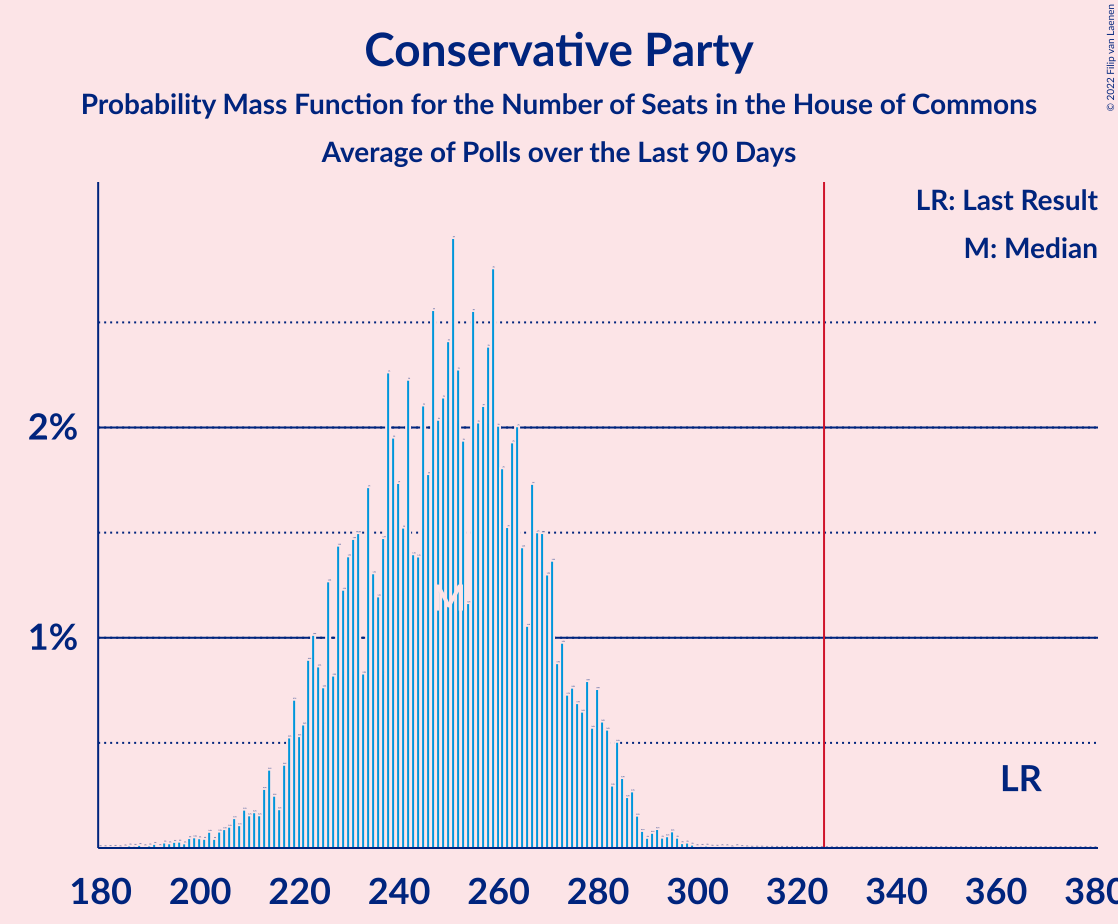 Conservative Party
Probability Mass Function for the Number of Seats in the House of Commons
Average of Polls over the Last 90 Days
© 2022 Filip van Laenen
LR: Last Result
M: Median
2%
1%
M
LR
180 200 220 240 260 280 300 320 340 360 380